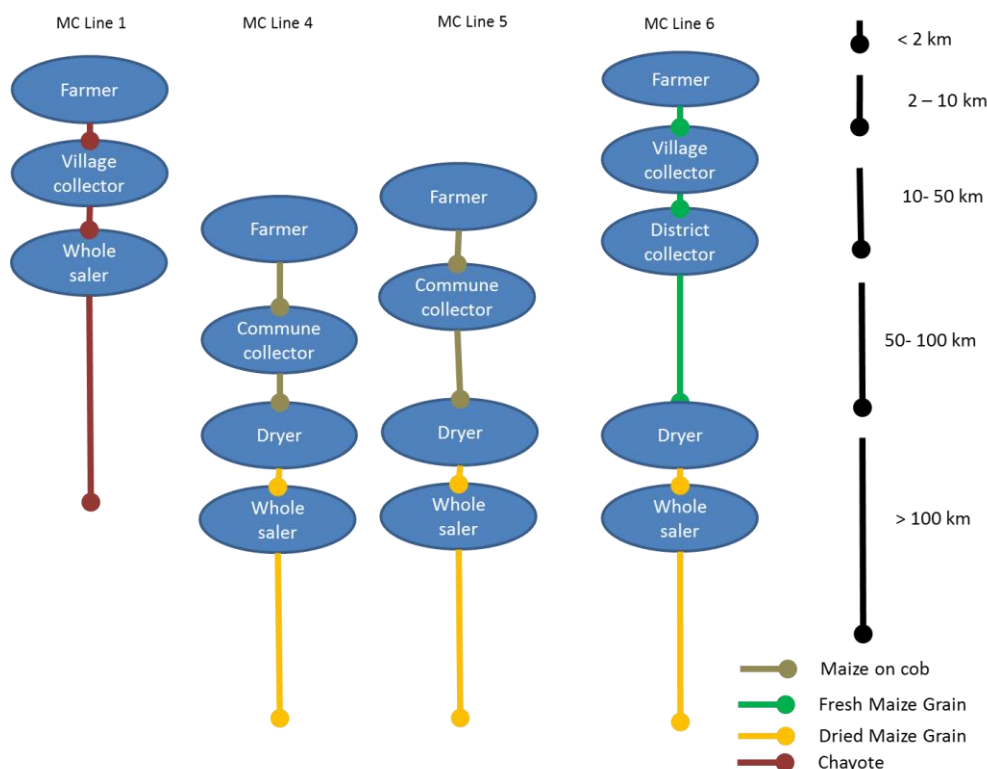 MC Line 1
MC Line 4
MC Line 5
MC Line 6
Farmer
Village
collector
Whole
saler
Farmer
Commune
collector
Dryer
Whole
saler
Farmer
Commune
collector
Dryer
Whole
saler
Farmer
Village
collector
District
collector
Dryer
Whole
saler
< 2 km
2 – 10 km
10- 50 km
50- 100 km
> 100 km
Maize on cob
Fresh Maize Grain
Dried Maize Grain
Chayote